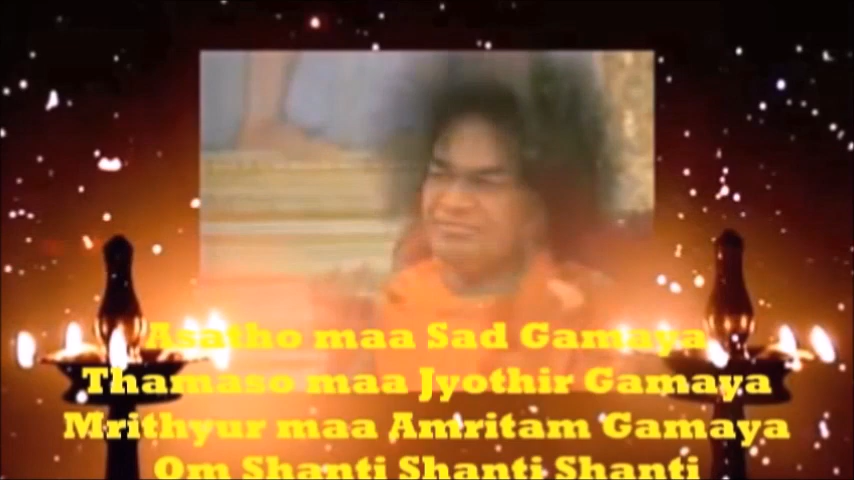 Asatho maa Sad Gamaya
Thamaso maa Jyothir Gamaya
Mrithyur maa Amritam Gamaya
Om Shanti Shanti Shanti